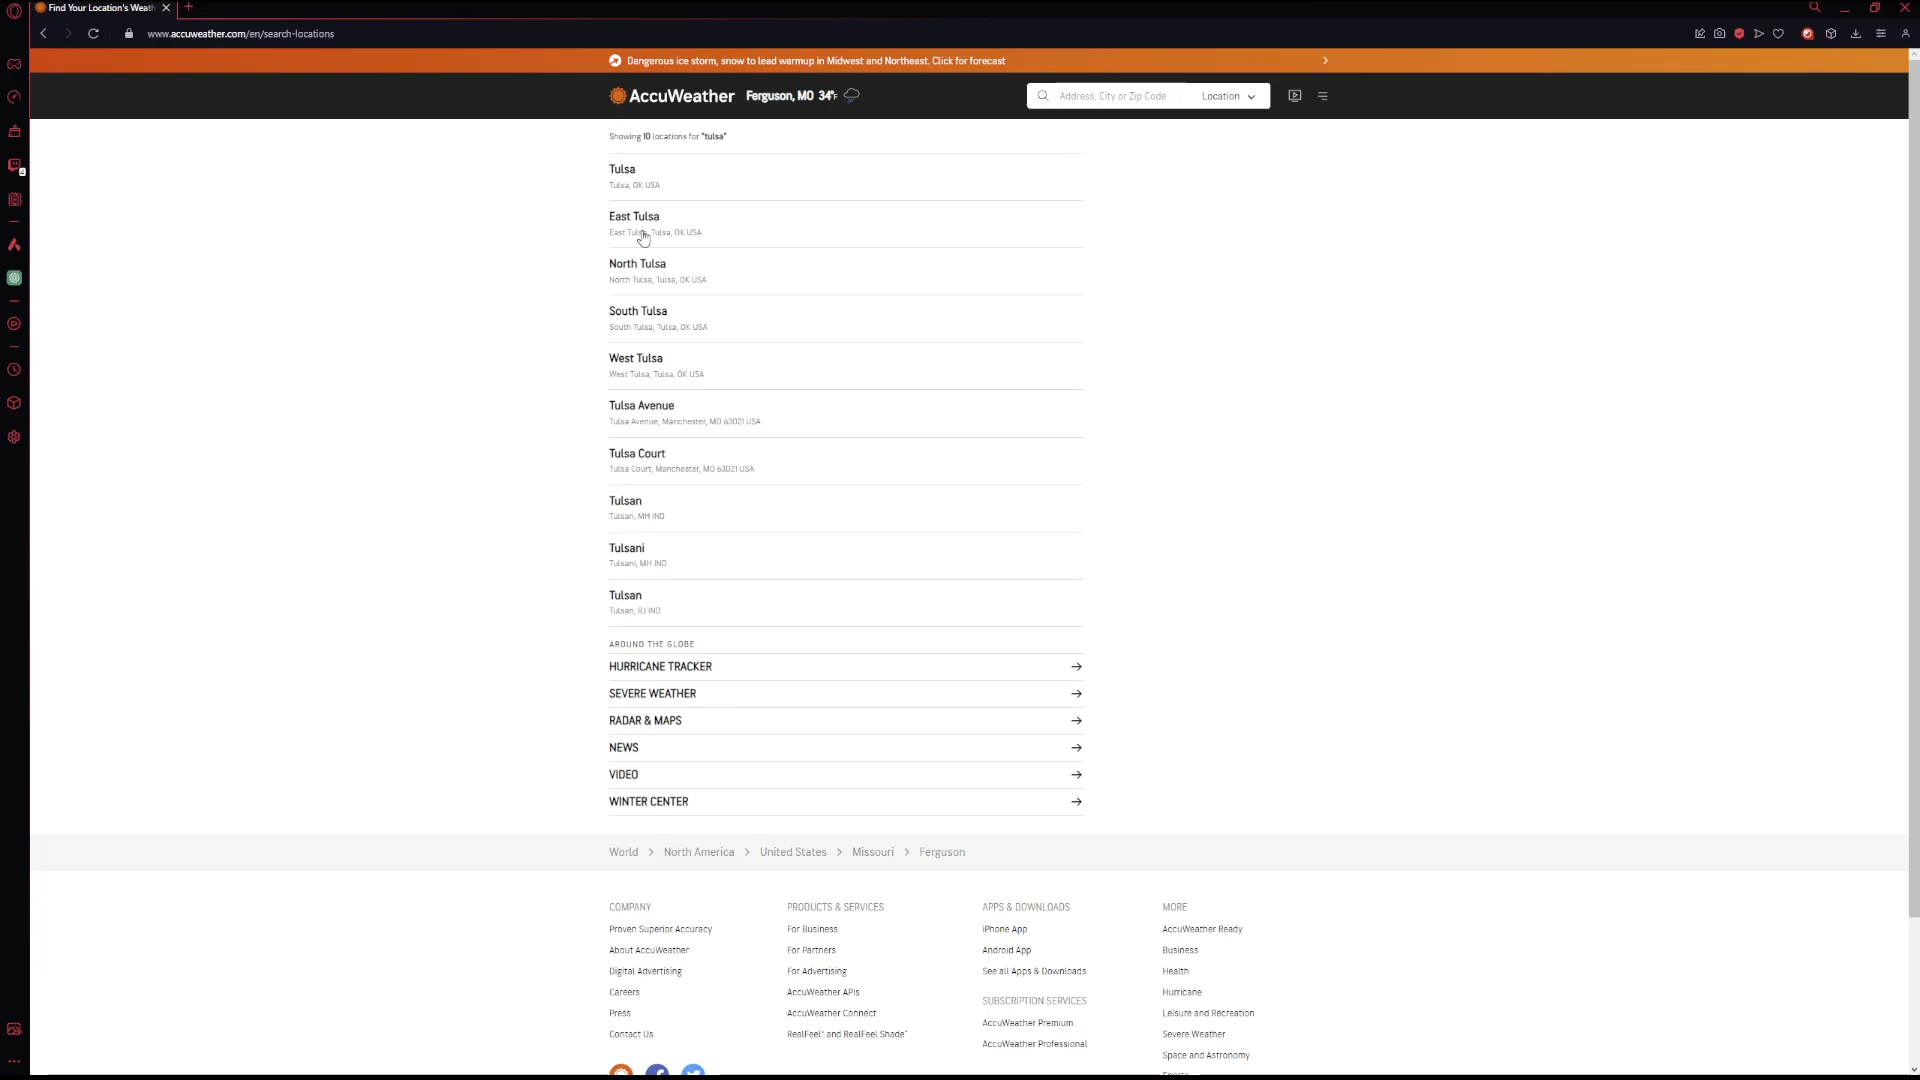 Find Your Location's Weath
www.accuweather.com/en/search-locations
Dangerous ice storm, snow to lead warmup in Midwest and Northeast. Click for forecast
AccuWeather
Ferguson, MO 34°F
Address, City or Zip Code
Location
Showing 10 locations for "tulsa"
Tulsa
Tulsa, OK USA
East Tulsa
East Tulsa, Tulsa, OK USA
North Tulsa
North Tulsa, Tulsa, OK USA
South Tulsa
South Tulsa, Tulsa, OK USA
West Tulsa
West Tulsa, Tulsa, OK USA
Tulsa Avenue
Tulsa Avenue, Manchester, MO 63021 USA
Tulsa Court
Tulsa Court, Manchester, MO 63021 USA
Tulsan
Tulsan, MH IND
Tulsani
Tulsani, MH IND
Tulsan
Tulsan, RJ IND
AROUND THE GLOBE
HURRICANE TRACKER
SEVERE WEATHER
RADAR & MAPS
NEWS
VIDEO
WINTER CENTER
World > North America > United States > Missouri > Ferguson
COMPANY
Proven Superior Accuracy
About AccuWeather
Digital Advertising
Careers
Press
Contact Us
PRODUCTS & SERVICES
For Business
For Partners
For Advertising
AccuWeather APIs
AccuWeather Connect
RealFeel® and RealFeel Shade™
APPS & DOWNLOADS
iPhone App
Android App
See all Apps & Downloads
SUBSCRIPTION SERVICES
AccuWeather Premium
AccuWeather Professional
MORE
AccuWeather Ready
Business
Health
Hurricane
Leisure and Recreation
Severe Weather
Space and Astronomy